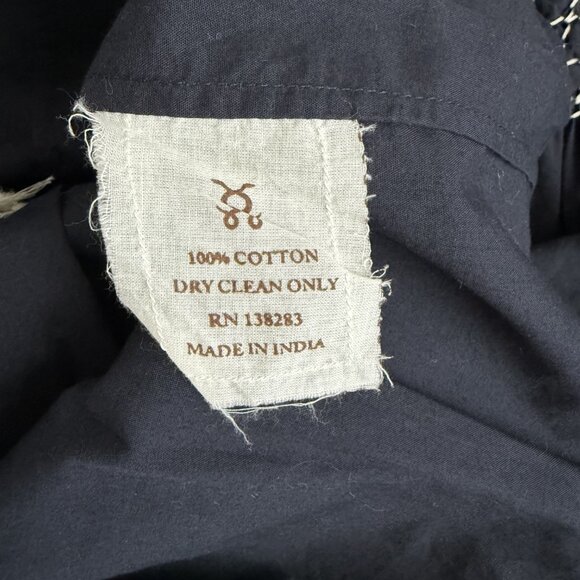 100% COTTON
DRY CLEAN ONLY
RN 138283
MADE IN INDIA